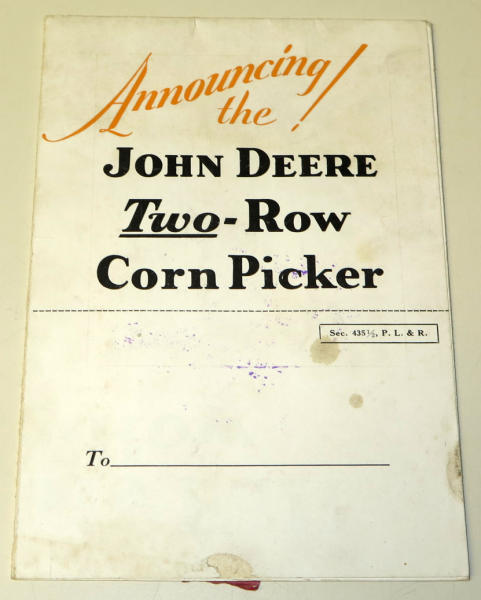 Announcing
the !
JOHN DEERE
Two-Row
Corn Picker
Sec. 435½, P. L. & R.
To